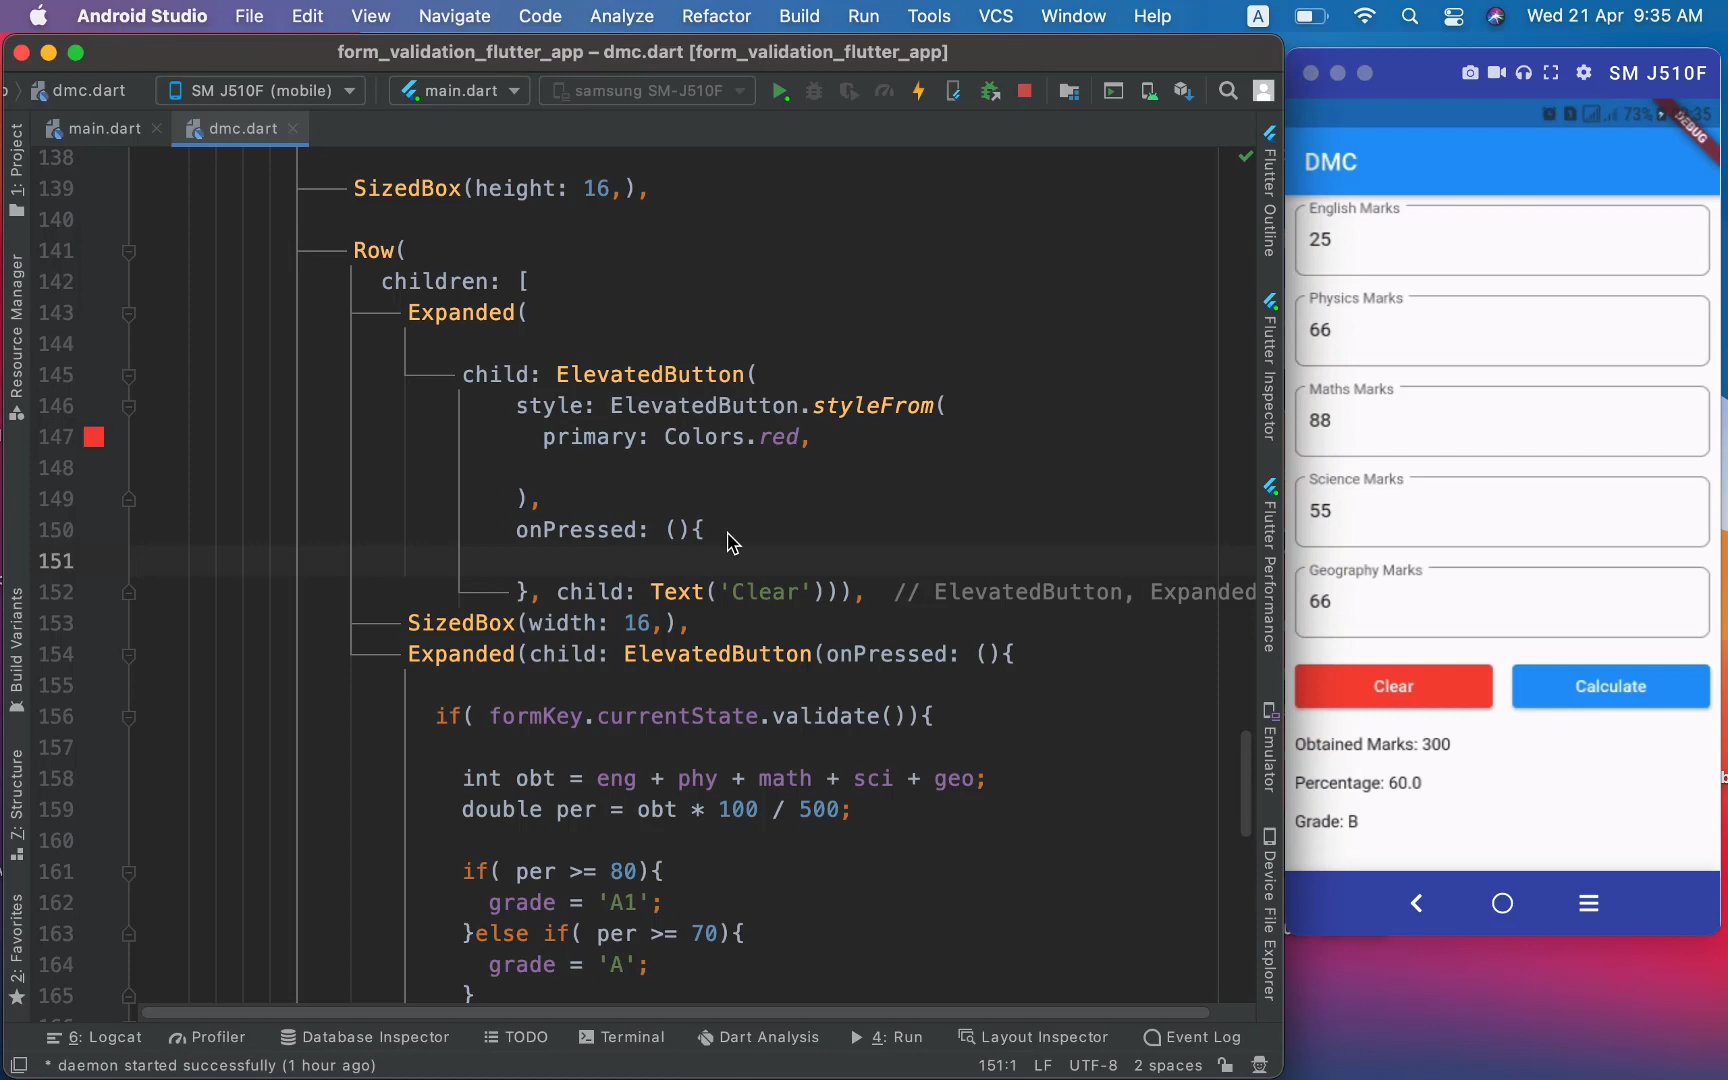 Android Studio File Edit View Navigate Code Analyze Refactor Build Run Tools VCS Window Help A Wed 21 Apr 9:35 AM
form_validation_flutter_app – dmc.dart [form_validation_flutter_app]
dmc.dart SM J510F (mobile) main.dart samsung SM-J510F
main.dart dmc.dart
1: Project
Resource Manager
Build Variants
7: Structure
2: Favorites
138
139 SizedBox(height: 16,),
140
141 Row(
142 children: [
143 Expanded(
144
145 child: ElevatedButton(
146 style: ElevatedButton.styleFrom(
147 primary: Colors.red,
148
149 ),
150 onPressed: (){
151
152 }, child: Text('Clear'))), // ElevatedButton, Expanded
153 SizedBox(width: 16,),
154 Expanded(child: ElevatedButton(onPressed: (){
155
156 if( formKey.currentState.validate()){
157
158 int obt = eng + phy + math + sci + geo;
159 double per = obt * 100 / 500;
160
161 if( per >= 80){
162 grade = 'A1';
163 }else if( per >= 70){
164 grade = 'A';
165 }
Flutter Outline
Flutter Inspector
Flutter Performance
Emulator
Device File Explorer
6: Logcat Profiler Database Inspector TODO Terminal Dart Analysis 4: Run Layout Inspector Event Log
* daemon started successfully (1 hour ago) 151:1 LF UTF-8 2 spaces
SM J510F
73% :35
DEBUG
DMC
English Marks
25
Physics Marks
66
Maths Marks
88
Science Marks
55
Geography Marks
66
Clear Calculate
Obtained Marks: 300
Percentage: 60.0
Grade: B